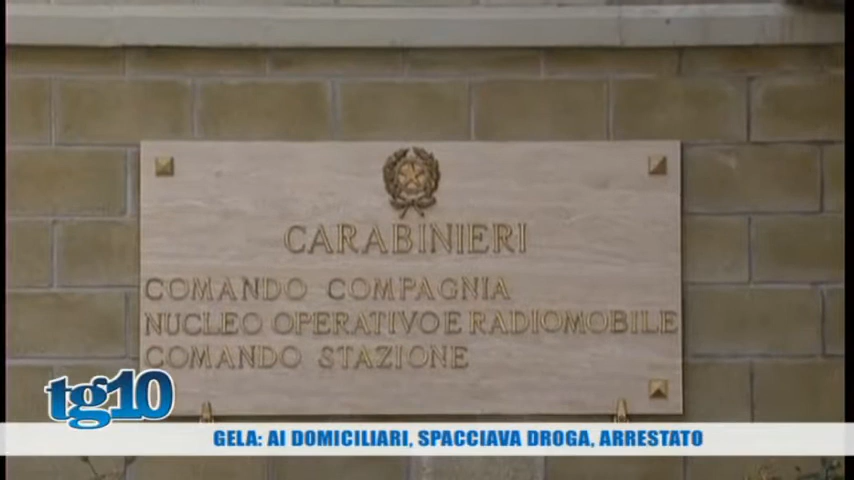 CARABINIERI
COMANDO COMPAGNIA
NUCLEO OPERATIVO E RADIOMOBILE
COMANDO STAZIONE
tg10
GELA: AI DOMICILIARI, SPACCIAVA DROGA, ARRESTATO